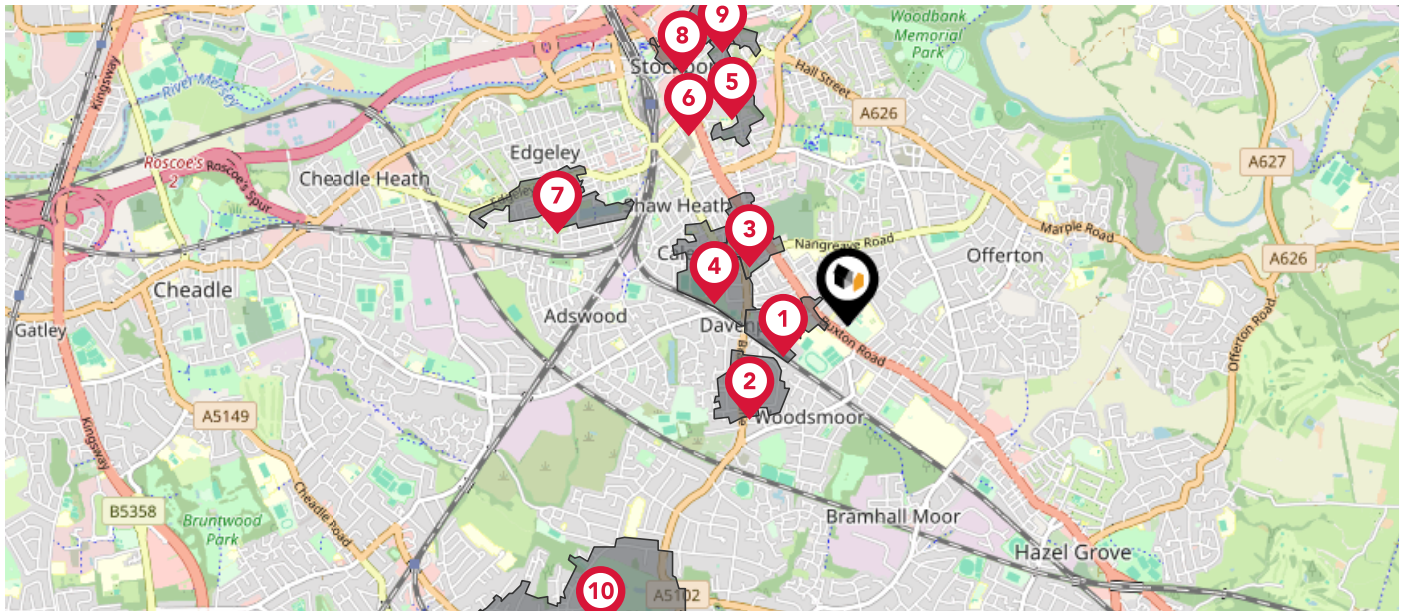 9
8
Woodbank
Memorial
Park
Kingsway
Hall Street
5
River Mersey
6
A626
Edgeley
Roscoe's
2
Roscoe's Spur
Cheadle Heath
A627
7
Shaw Heath
3
Marple Road
Nangreave Road
Offerton
A626
4
Cheadle
Adswood
1
Gatley
Buxton Road
Offerton Road
2
A5149
Woodsmoor
Kingsway
B5358
Cheadle Road
Bruntwood
Park
Bramhall Moor
Hazel Grove
10
A5102